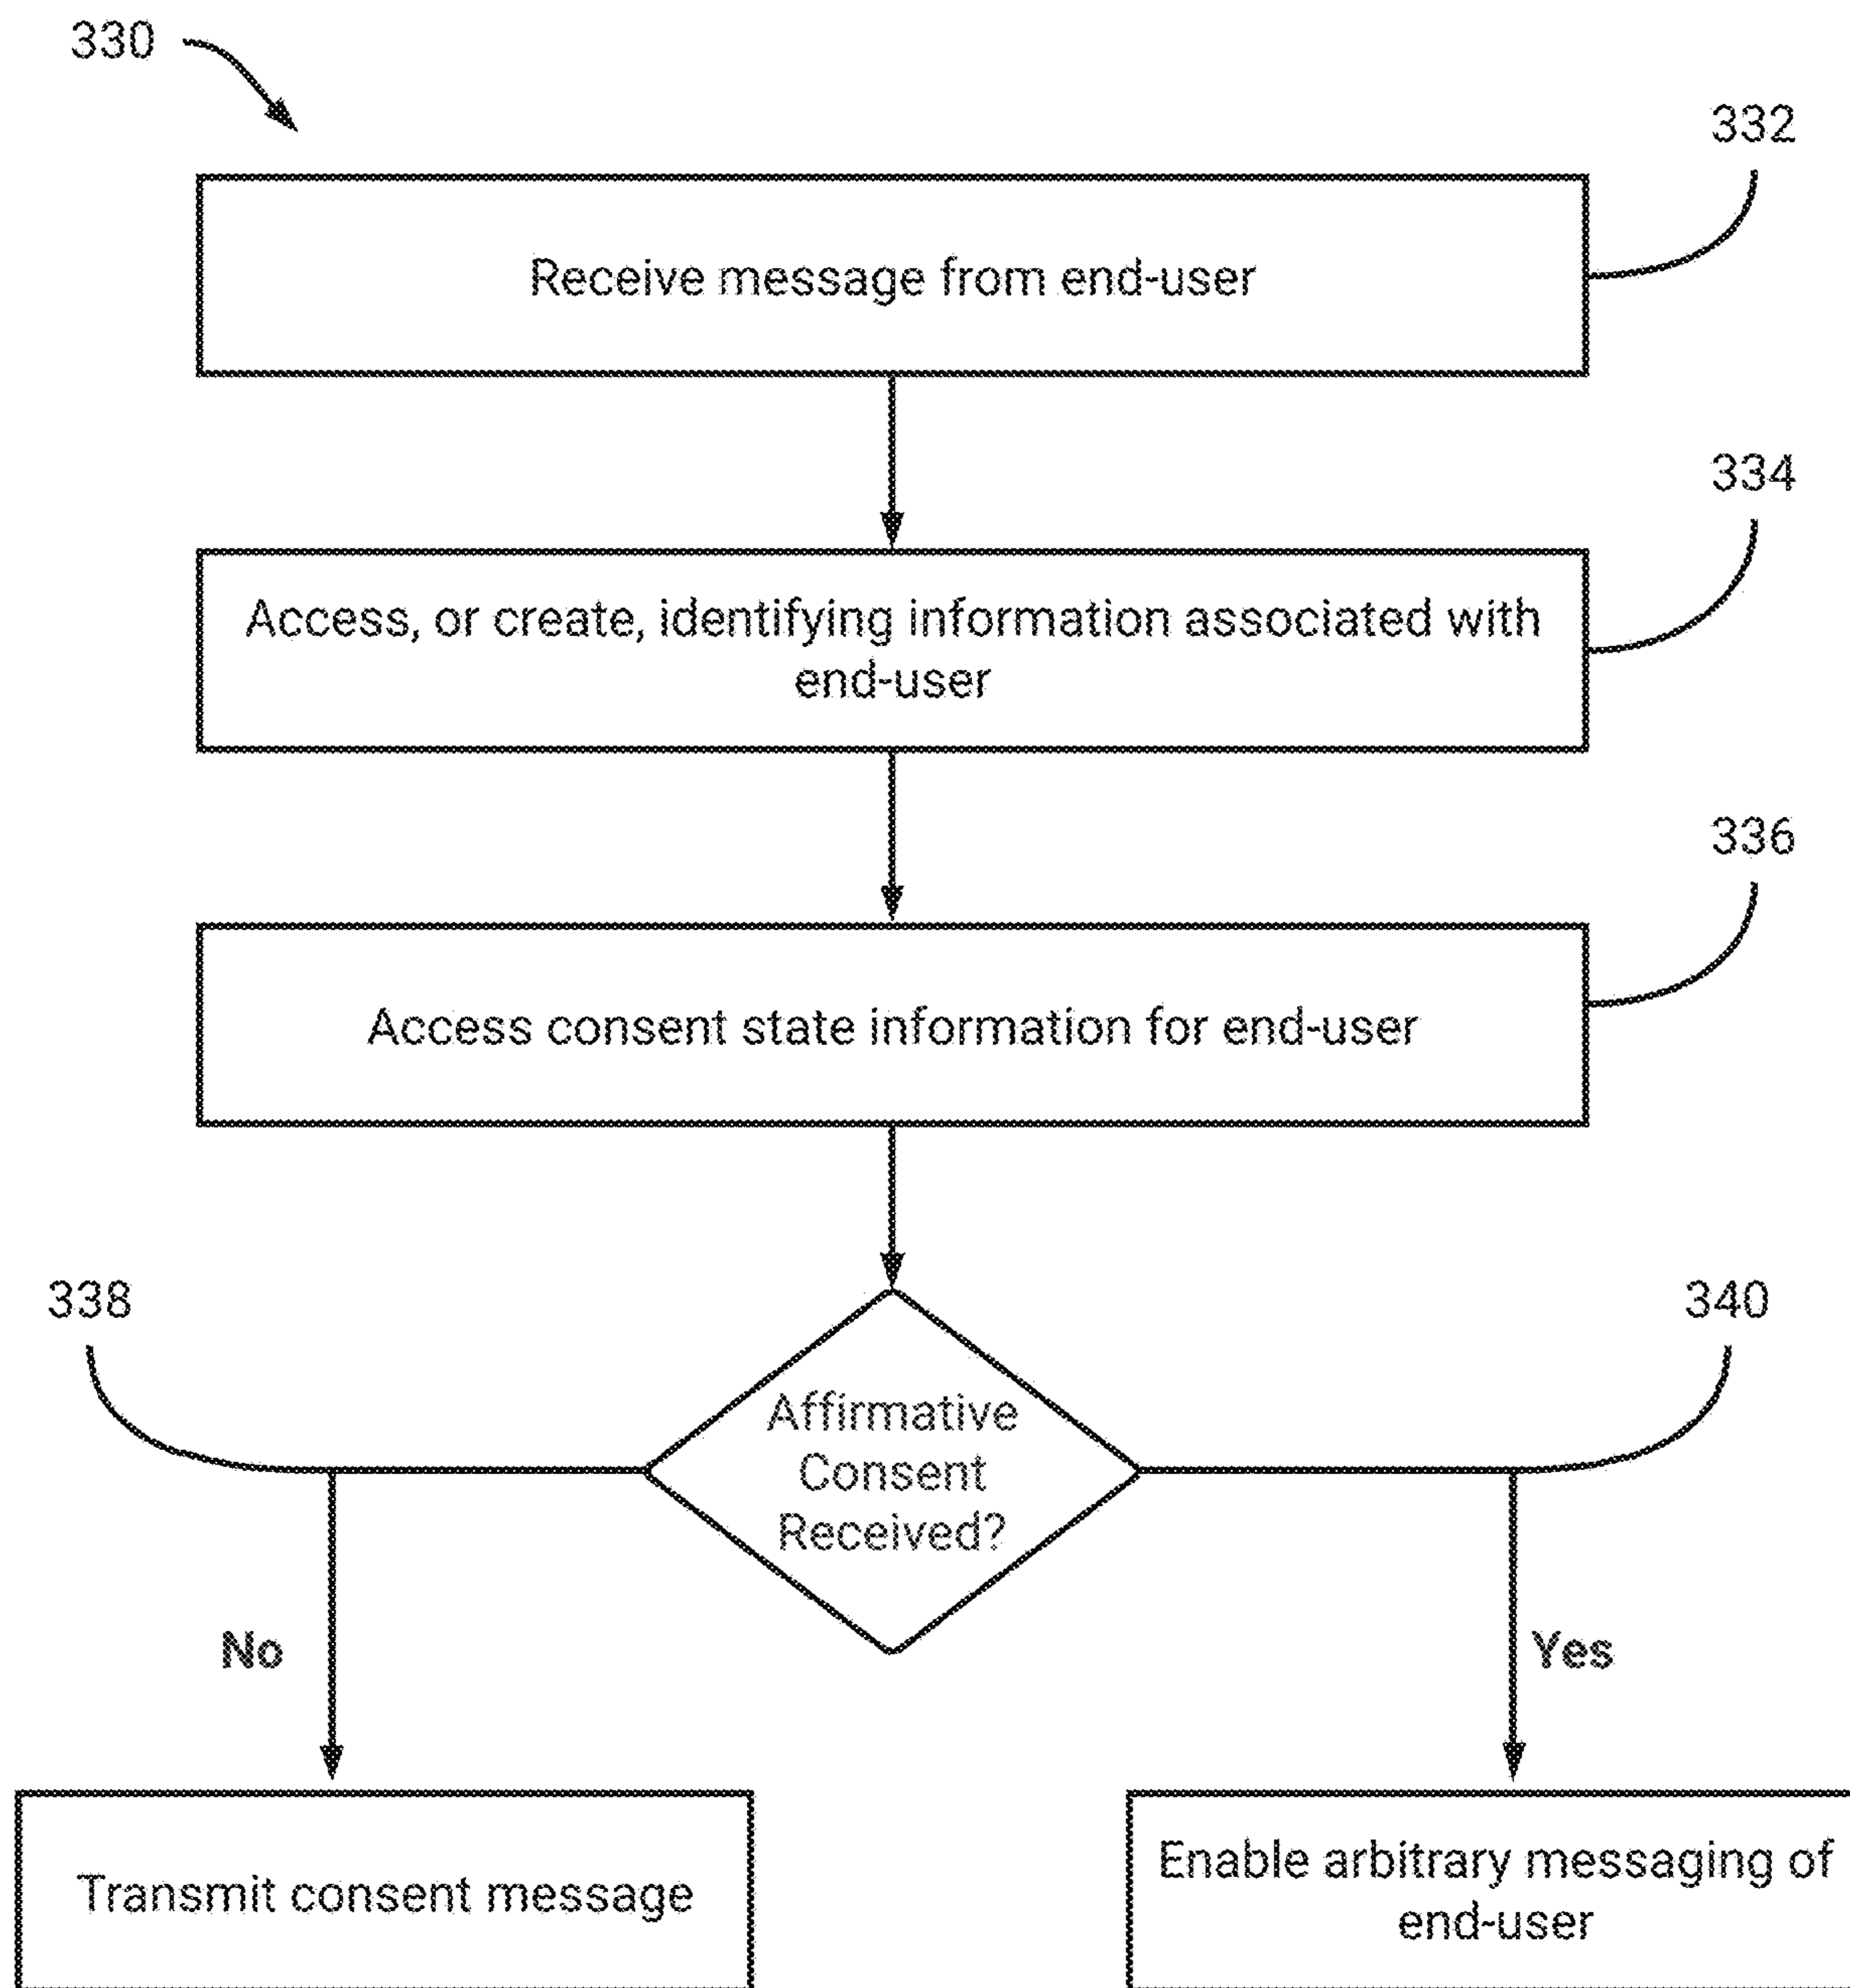 330
332
Receive message from end-user
334
Access, or create, identifying information associated with
end-user
336
Access consent state information for end-user
338
340
Affirmative
Consent
Received?
No
Yes
Transmit consent message
Enable arbitrary messaging of
end-user